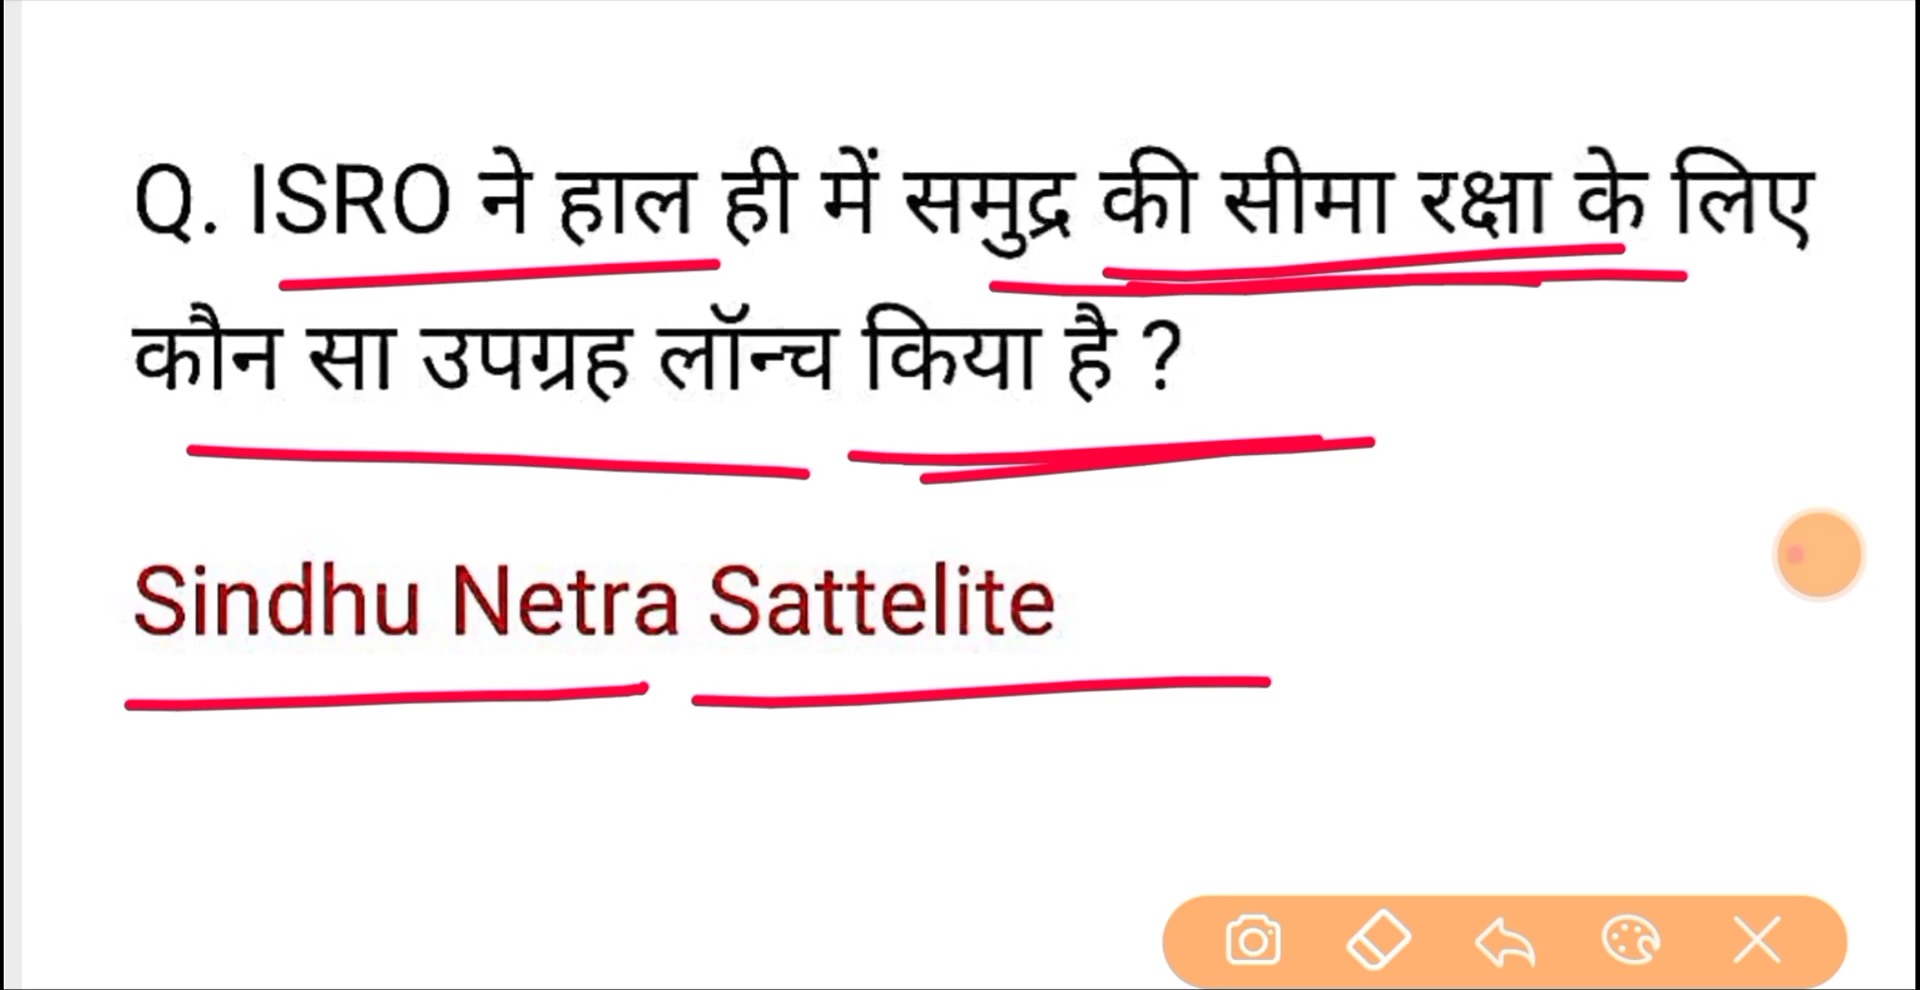 Q. ISRO ने हाल ही में समुद्र की सीमा रक्षा के लिए
कौन सा उपग्रह लॉन्च किया है ?
Sindhu Netra Sattelite